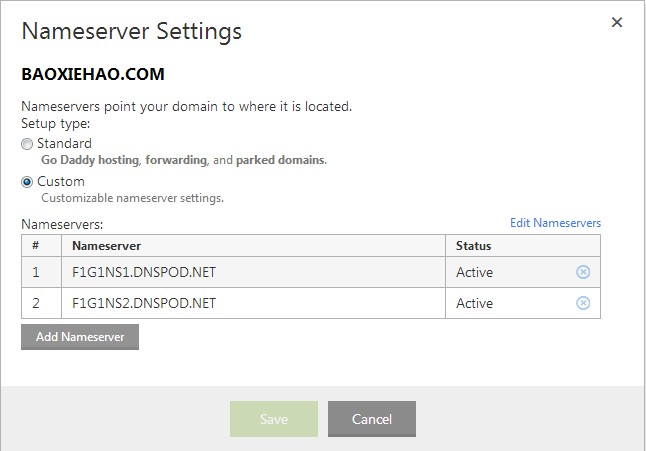 Nameserver Settings
BAOXIEHAO.COM
Nameservers point your domain to where it is located.
Setup type:
Standard
Go Daddy hosting, forwarding, and parked domains.
Custom
Customizable nameserver settings.
Nameservers: Edit Nameservers
# Nameserver Status
1 F1G1NS1.DNSPOD.NET Active
2 F1G1NS2.DNSPOD.NET Active
Add Nameserver
Save Cancel